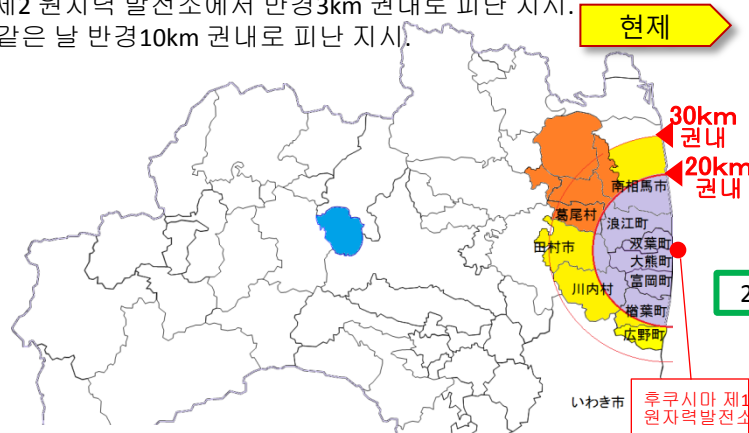 제2 원자력 발전소에서 반경3km 권내로 피난 지시.
같은 날 반경10km 권내로 피난 지시.
현제
30km
권내
20km
권내
南相馬市
葛尾村
浪江町
田村市
双葉町
大熊町
川内村
富岡町
楢葉町
2
広野町
いわき市
후쿠시마 제1
원자력발전소